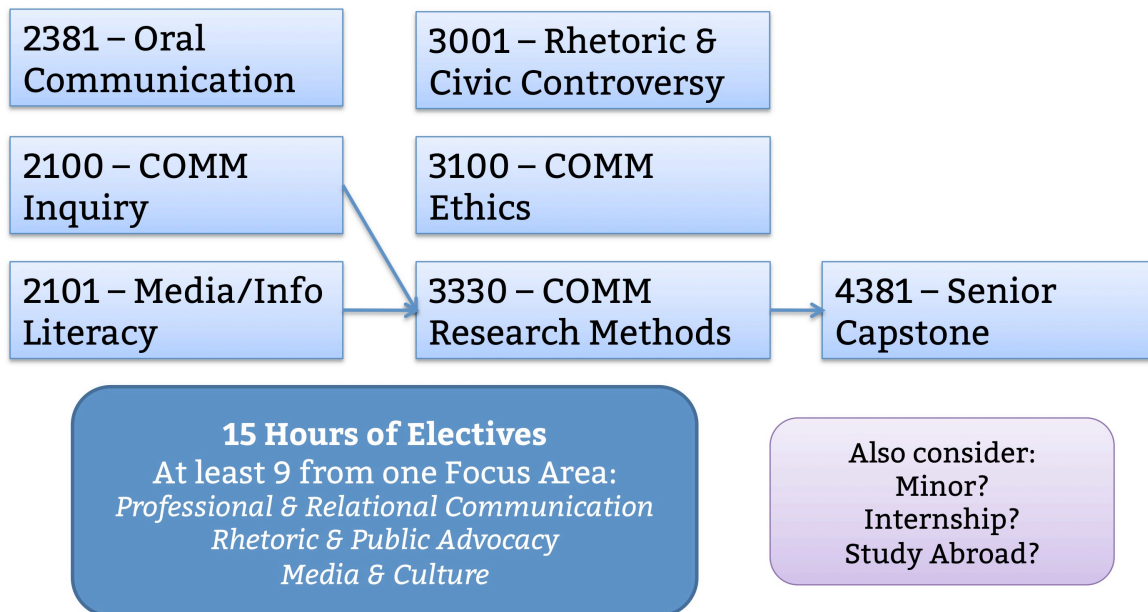 2381 – Oral
Communication
3001 – Rhetoric &
Civic Controversy
2100 – COMM
Inquiry
3100 – COMM
Ethics
2101 – Media/Info
Literacy
3330 – COMM
Research Methods
4381 – Senior
Capstone
15 Hours of Electives
At least 9 from one Focus Area:
Professional & Relational Communication
Rhetoric & Public Advocacy
Media & Culture
Also consider:
Minor?
Internship?
Study Abroad?